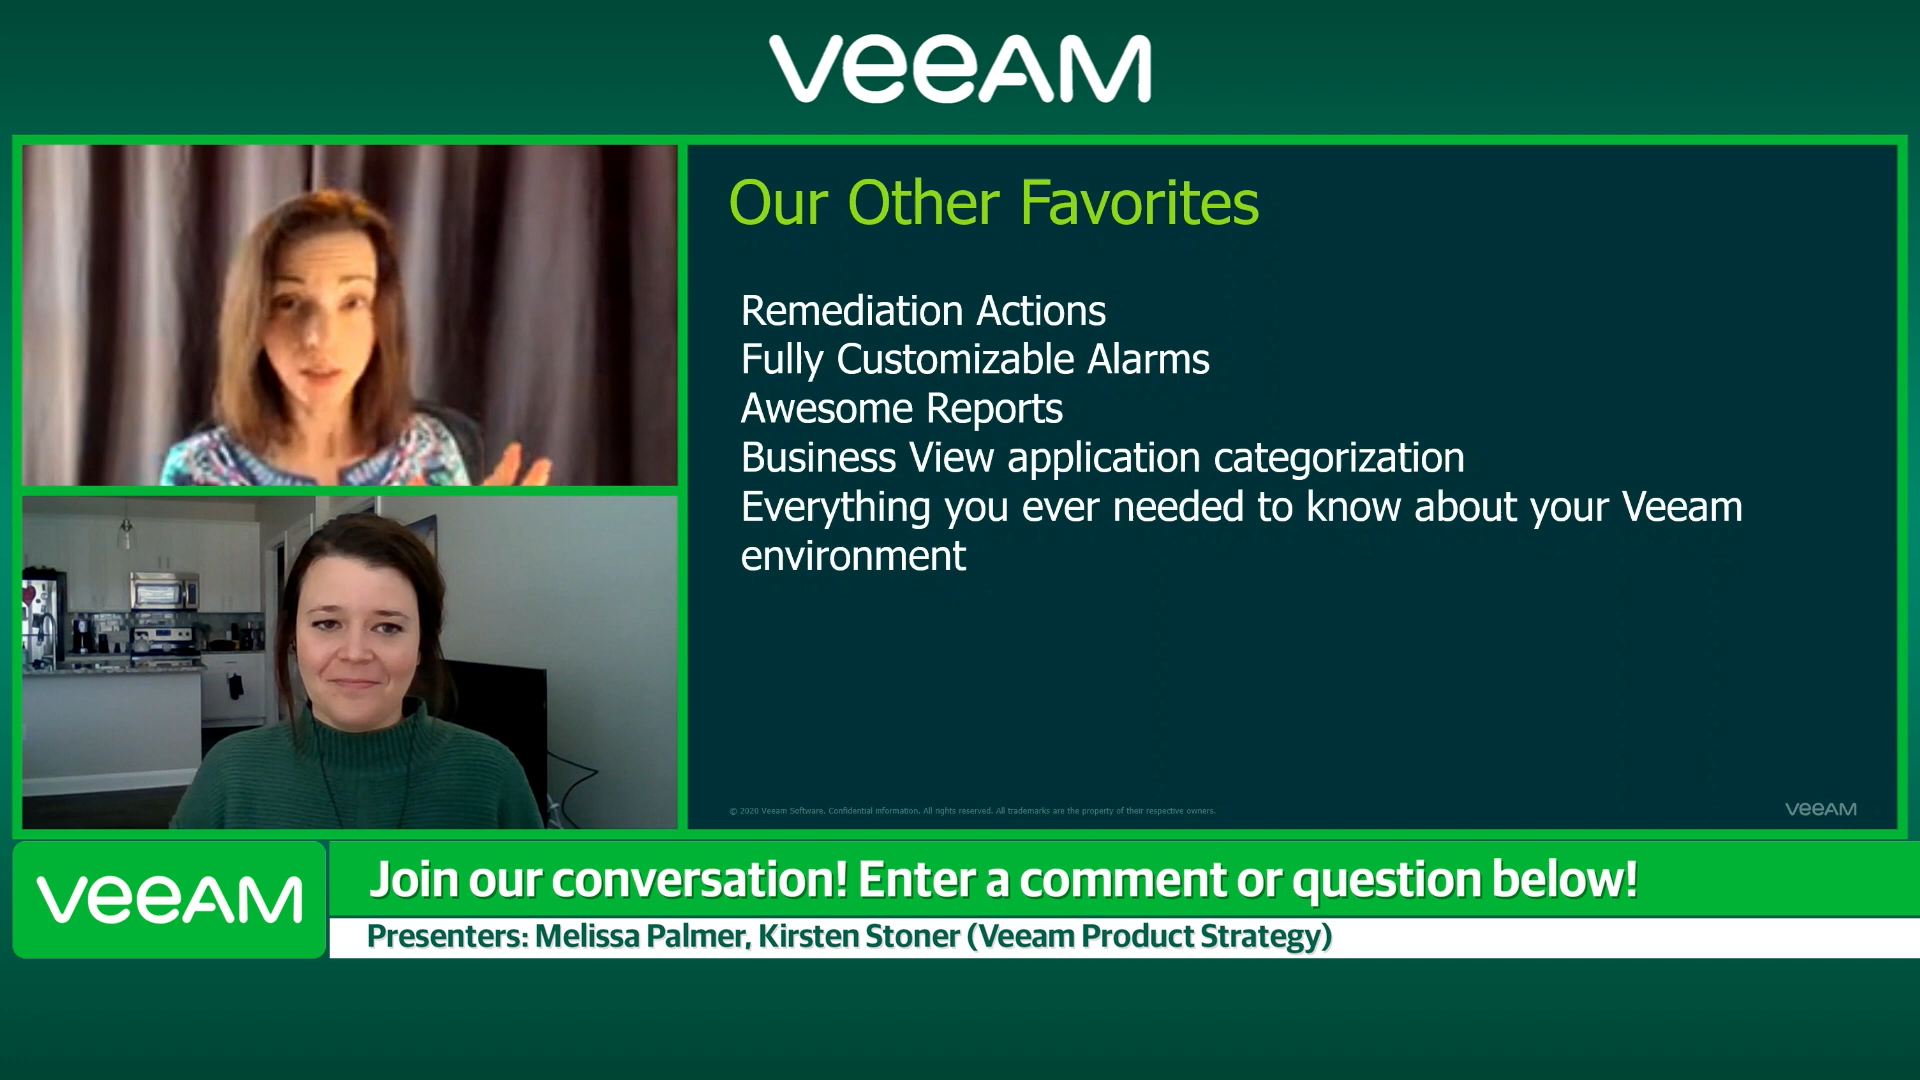 veeAM
Our Other Favorites
Remediation Actions
Fully Customizable Alarms
Awesome Reports
Business View application categorization
Everything you ever needed to know about your Veeam
environment
© 2020 Veeam Software. Confidential information. All rights reserved. All trademarks are the property of their respective owners.
veeAM
veeAM
Join our conversation! Enter a comment or question below!
Presenters: Melissa Palmer, Kirsten Stoner (Veeam Product Strategy)